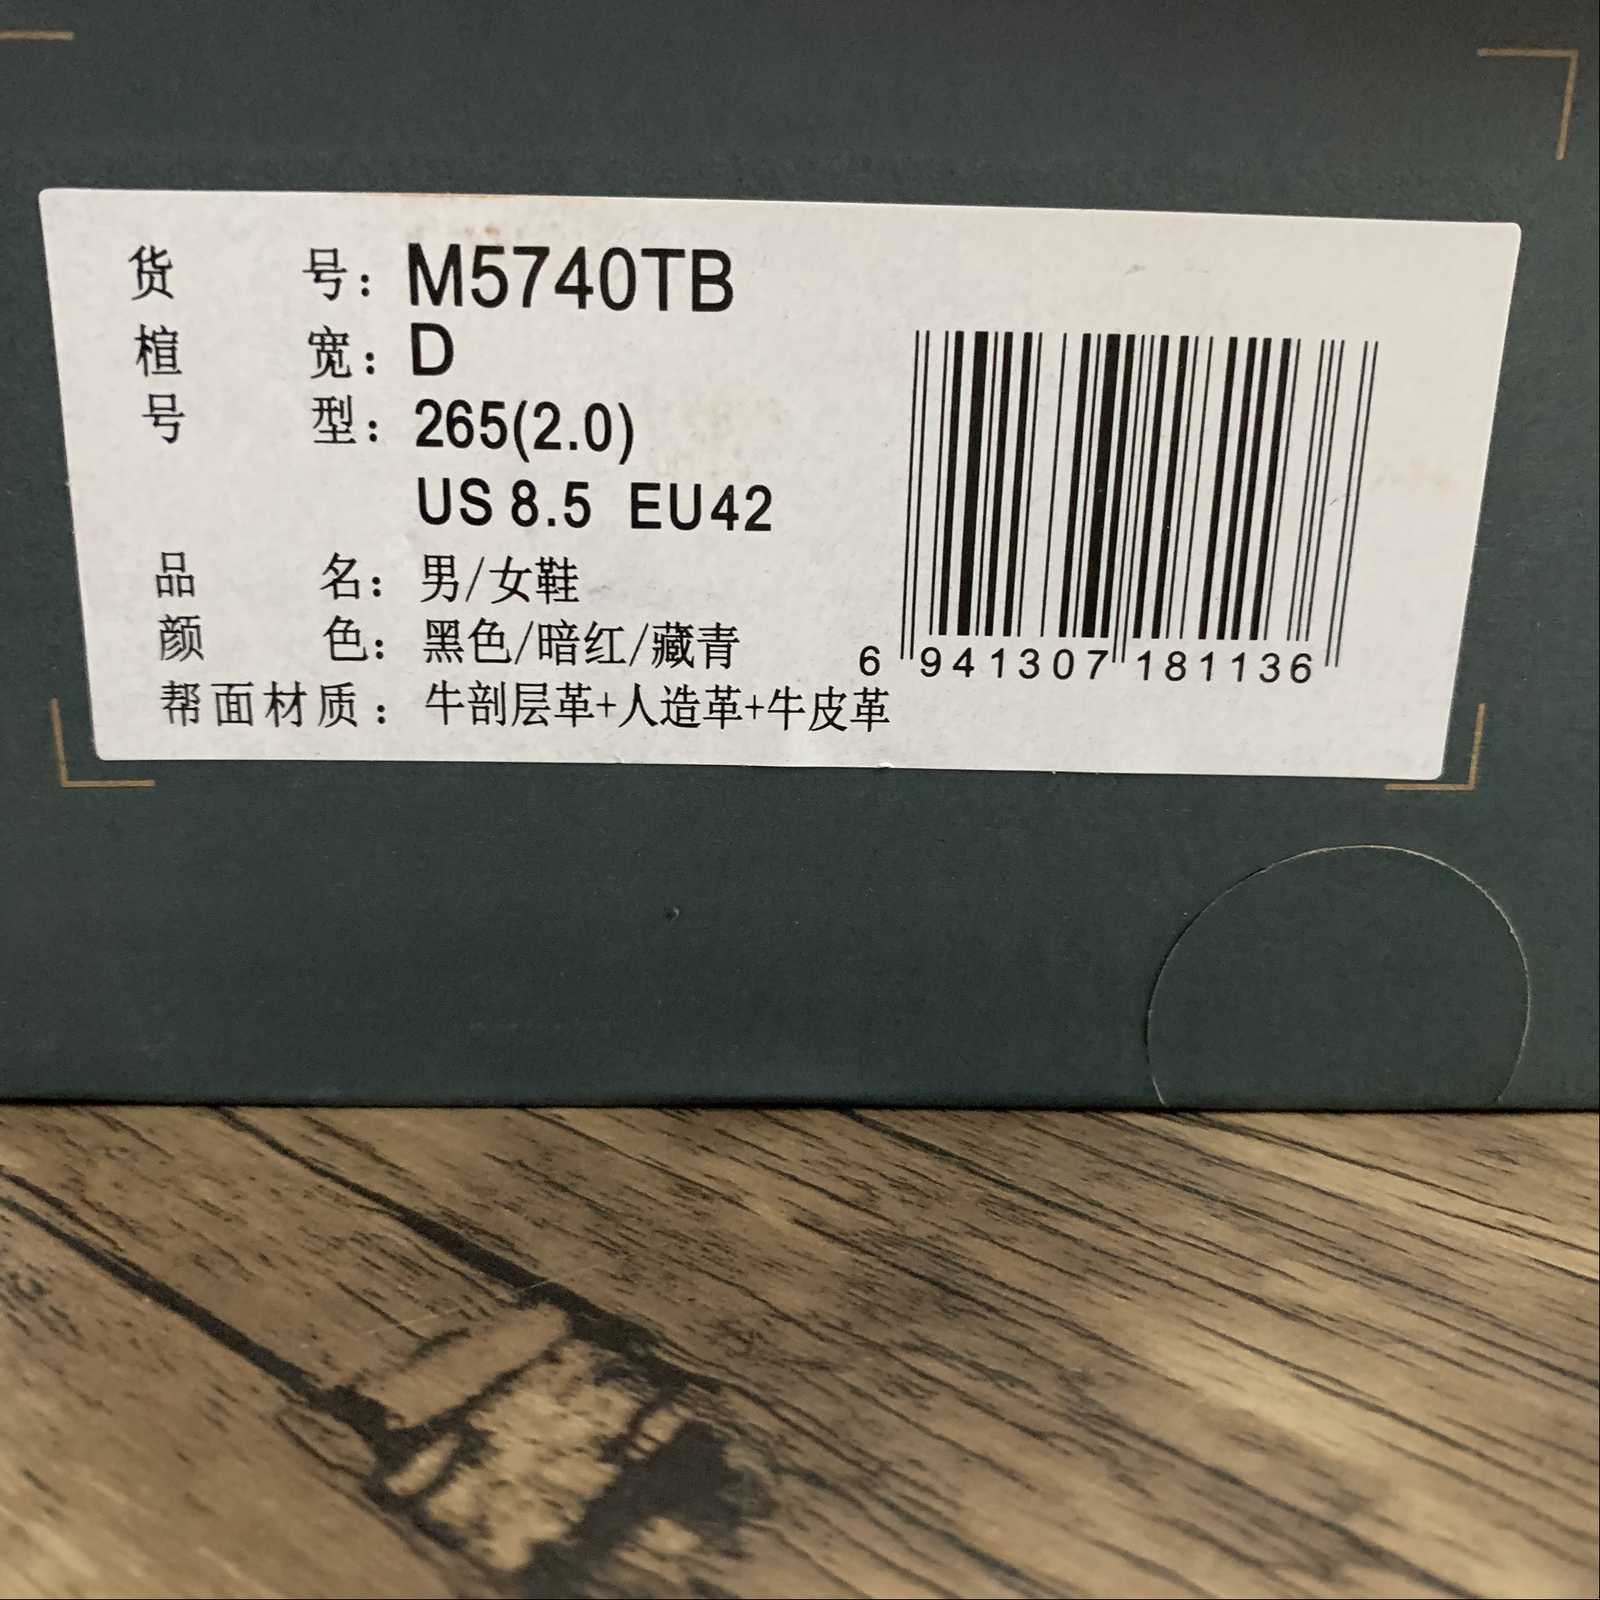 货 号：M5740TB
楦 宽：D
号 型：265(2.0)
US 8.5 EU42
品 名：男/女鞋
颜 色：黑色/暗红/藏青
帮面材质：牛剖层革+人造革+牛皮革
6 941307 181136